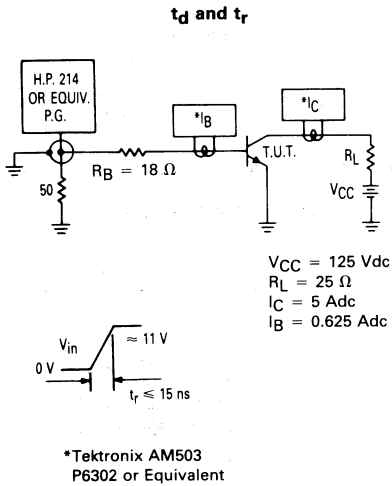 td and tr
H.P. 214
OR EQUIV.
P.G.
*IB
*IC
T.U.T.
RL
RB = 18 Ω
50
VCC
VCC = 125 Vdc
RL = 25 Ω
IC = 5 Adc
IB = 0.625 Adc
Vin
≈ 11 V
0 V
tr ≤ 15 ns
*Tektronix AM503
P6302 or Equivalent